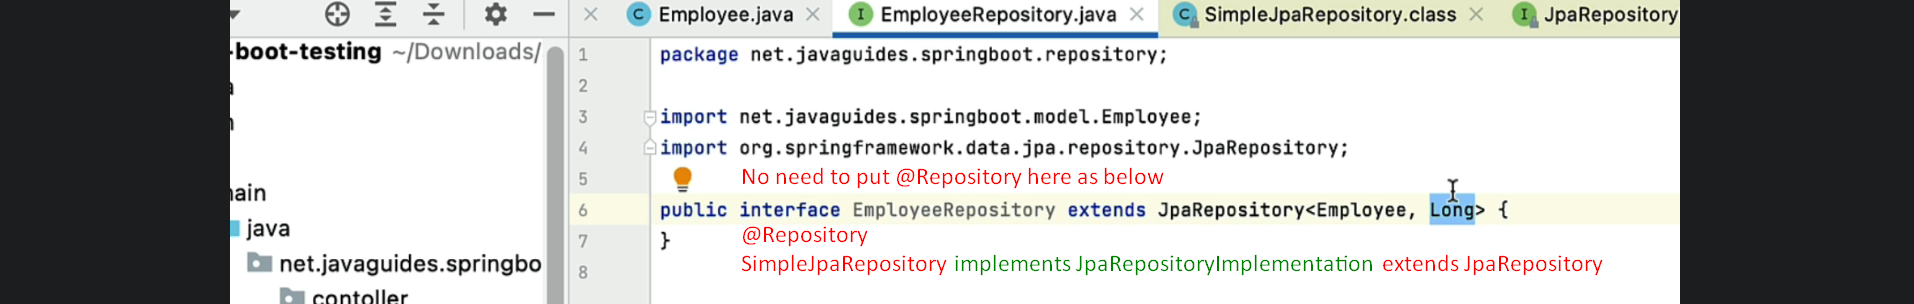 Employee.java
EmployeeRepository.java
SimpleJpaRepository.class
JpaRepository
-boot-testing ~/Downloads/
ain
java
net.javaguides.springbo
contoller
1 package net.javaguides.springboot.repository;
2
3 import net.javaguides.springboot.model.Employee;
4 import org.springframework.data.jpa.repository.JpaRepository;
5 No need to put @Repository here as below
6 public interface EmployeeRepository extends JpaRepository<Employee, Long> {
@Repository
7 }
SimpleJpaRepository implements JpaRepositoryImplementation extends JpaRepository
8